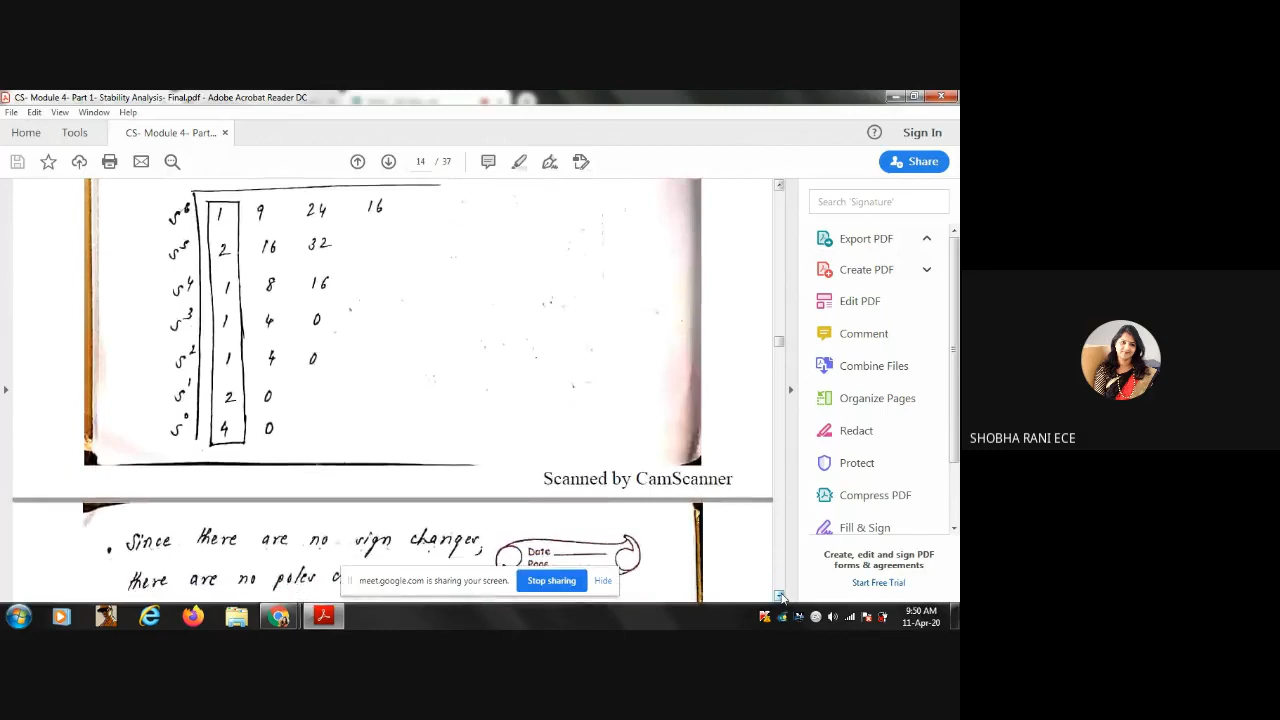 CS- Module 4- Part 1- Stability Analysis- Final.pdf - Adobe Acrobat Reader DC
File Edit View Window Help
Home Tools CS- Module 4- Part... × Sign In
14 / 37 Share
s⁶ 1 9 24 16
s⁵ 2 16 32
s⁴ 1 8 16
s³ 1 4 0
s² 1 4 0
s¹ 2 0
s⁰ 4 0
Scanned by CamScanner
• Since there are no sign changes,
there are no poles
Date
Page
meet.google.com is sharing your screen. Stop sharing Hide
Search 'Signature'
Export PDF
Create PDF
Edit PDF
Comment
Combine Files
Organize Pages
Redact
Protect
Compress PDF
Fill & Sign
Create, edit and sign PDF
forms & agreements
Start Free Trial
9:50 AM
11-Apr-20
SHOBHA RANI ECE